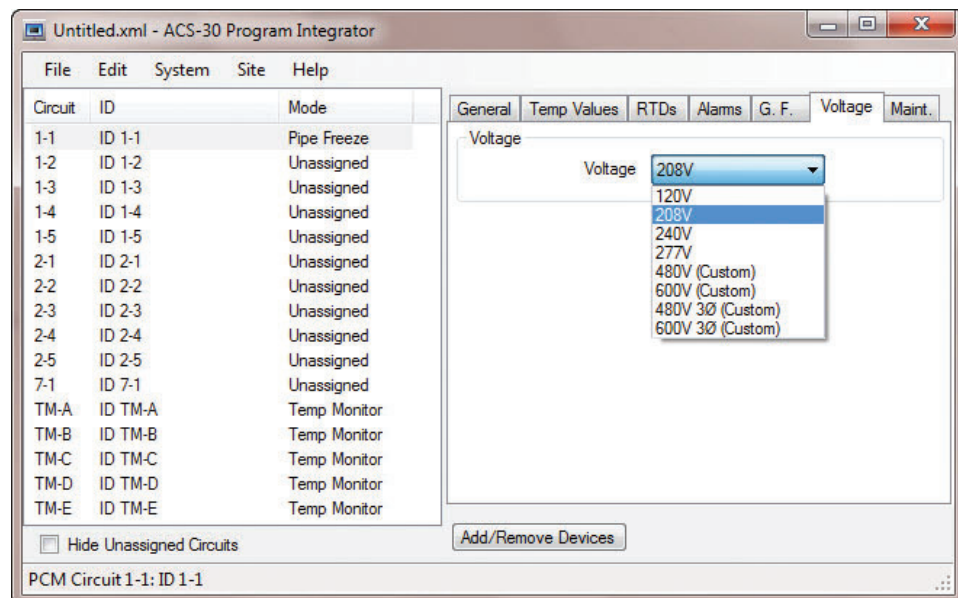 Untitled.xml - ACS-30 Program Integrator
File Edit System Site Help
Circuit ID Mode
1-1 ID 1-1 Pipe Freeze
1-2 ID 1-2 Unassigned
1-3 ID 1-3 Unassigned
1-4 ID 1-4 Unassigned
1-5 ID 1-5 Unassigned
2-1 ID 2-1 Unassigned
2-2 ID 2-2 Unassigned
2-3 ID 2-3 Unassigned
2-4 ID 2-4 Unassigned
2-5 ID 2-5 Unassigned
7-1 ID 7-1 Unassigned
TM-A ID TM-A Temp Monitor
TM-B ID TM-B Temp Monitor
TM-C ID TM-C Temp Monitor
TM-D ID TM-D Temp Monitor
TM-E ID TM-E Temp Monitor
Hide Unassigned Circuits
General Temp Values RTDs Alarms G. F. Voltage Maint.
Voltage
Voltage 208V
120V
208V
240V
277V
480V (Custom)
600V (Custom)
480V 3Ø (Custom)
600V 3Ø (Custom)
Add/Remove Devices
PCM Circuit 1-1: ID 1-1